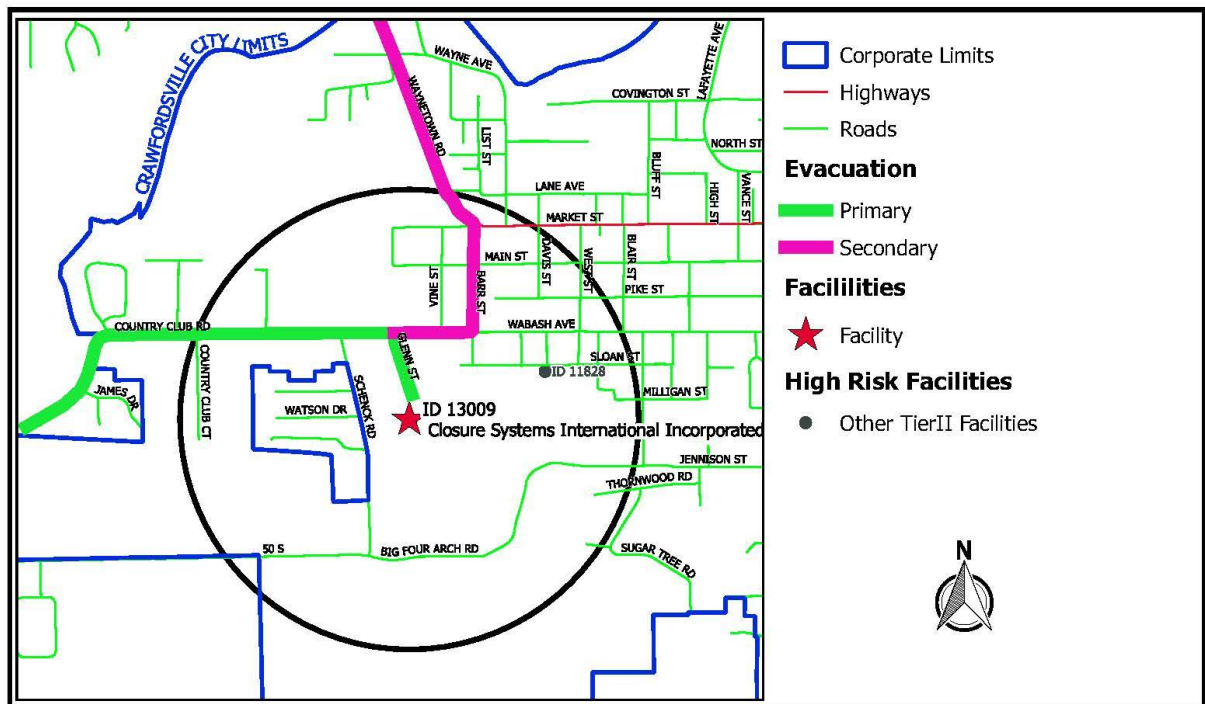 CRAWFORDSVILLE CITY LIMITS
WAYNE AVE
LAFAYETTE AVE
COVINGTON ST
WAYNETOWN RD
LIST ST
NORTH ST
BLUFF ST
LANE AVE
HIGH ST
VANCE ST
MARKET ST
DAVIS ST
WEST ST
BLAIR ST
MAIN ST
VINE ST
BARR ST
PIKE ST
COUNTRY CLUB RD
WABASH AVE
GLENN ST
SLOAN ST
ID 11828
COUNTRY CLUB CT
SCHENCK RD
JAMES DR
MILLIGAN ST
WATSON DR
ID 13009
Closure Systems International Incorporated
JENNISON ST
THORNWOOD RD
50 S
BIG FOUR ARCH RD
SUGAR TREE RD
Corporate Limits
Highways
Roads
Evacuation
Primary
Secondary
Facililities
Facility
High Risk Facilities
Other TierII Facilities
N